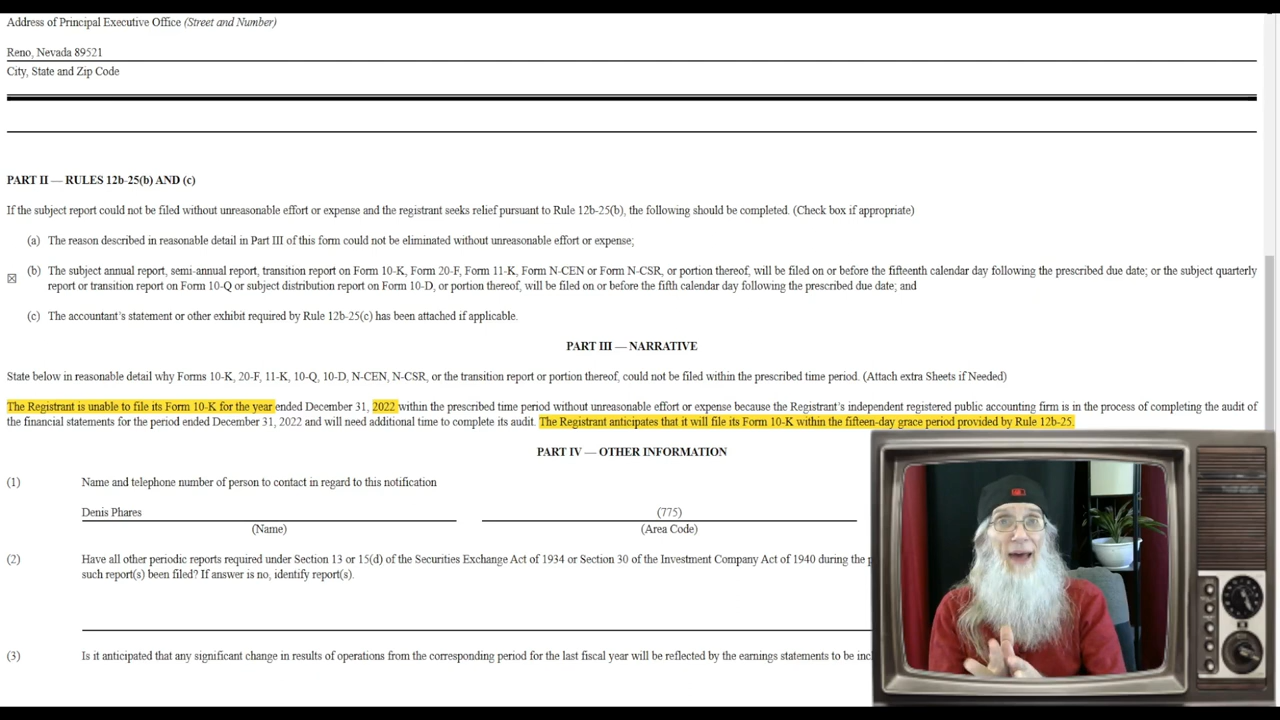 Address of Principal Executive Office (Street and Number)
Reno, Nevada 89521
City, State and Zip Code
PART II — RULES 12b-25(b) AND (c)
If the subject report could not be filed without unreasonable effort or expense and the registrant seeks relief pursuant to Rule 12b-25(b), the following should be completed. (Check box if appropriate)
(a) The reason described in reasonable detail in Part III of this form could not be eliminated without unreasonable effort or expense;
☒ (b) The subject annual report, semi-annual report, transition report on Form 10-K, Form 20-F, Form 11-K, Form N-CEN or Form N-CSR, or portion thereof, will be filed on or before the fifteenth calendar day following the prescribed due date; or the subject quarterly
report or transition report on Form 10-Q or subject distribution report on Form 10-D, or portion thereof, will be filed on or before the fifth calendar day following the prescribed due date; and
(c) The accountant's statement or other exhibit required by Rule 12b-25(c) has been attached if applicable.
PART III — NARRATIVE
State below in reasonable detail why Forms 10-K, 20-F, 11-K, 10-Q, 10-D, N-CEN, N-CSR, or the transition report or portion thereof, could not be filed within the prescribed time period. (Attach extra Sheets if Needed)
The Registrant is unable to file its Form 10-K for the year ended December 31, 2022 within the prescribed time period without unreasonable effort or expense because the Registrant's independent registered public accounting firm is in the process of completing the audit of
the financial statements for the period ended December 31, 2022 and will need additional time to complete its audit. The Registrant anticipates that it will file its Form 10-K within the fifteen-day grace period provided by Rule 12b-25.
PART IV — OTHER INFORMATION
(1) Name and telephone number of person to contact in regard to this notification
Denis Phares (775)
(Name) (Area Code)
(2) Have all other periodic reports required under Section 13 or 15(d) of the Securities Exchange Act of 1934 or Section 30 of the Investment Company Act of 1940 during the
such report(s) been filed? If answer is no, identify report(s).
(3) Is it anticipated that any significant change in results of operations from the corresponding period for the last fiscal year will be reflected by the earnings statements to be